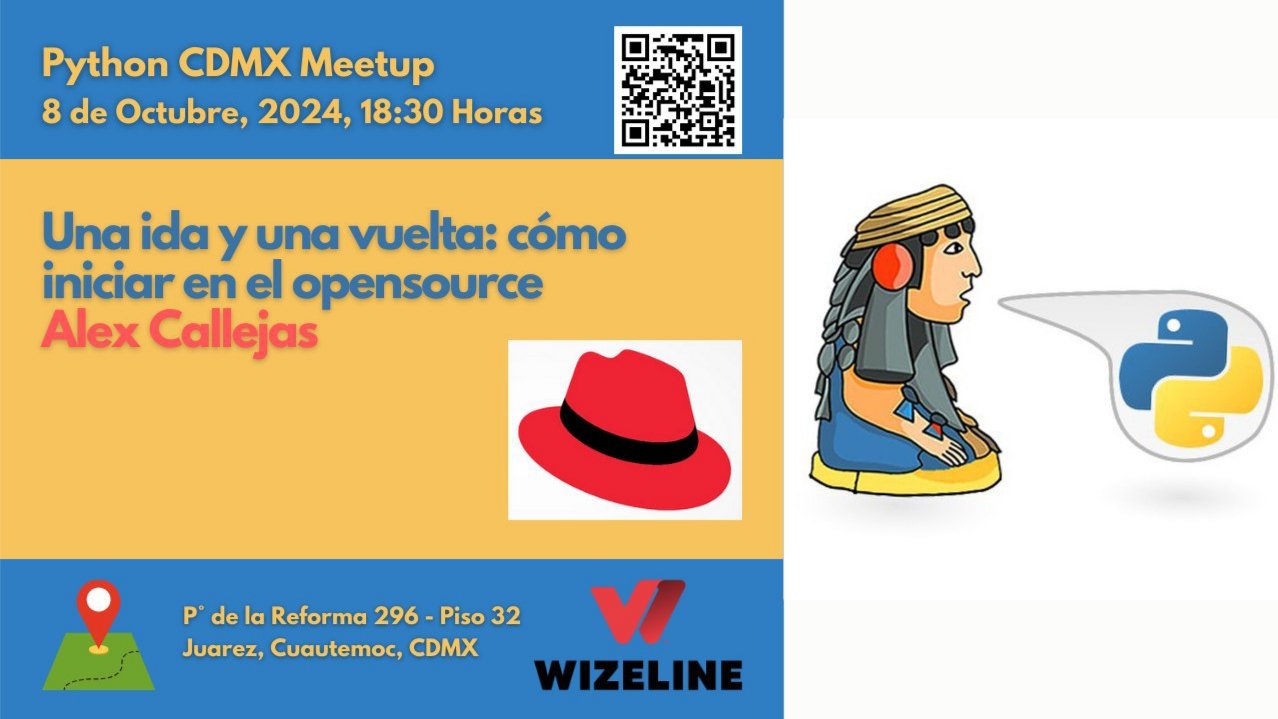 Python CDMX Meetup
8 de Octubre, 2024, 18:30 Horas
Una ida y una vuelta: cómo
iniciar en el opensource
Alex Callejas
P° de la Reforma 296 - Piso 32
Juarez, Cuautemoc, CDMX
WIZELINE